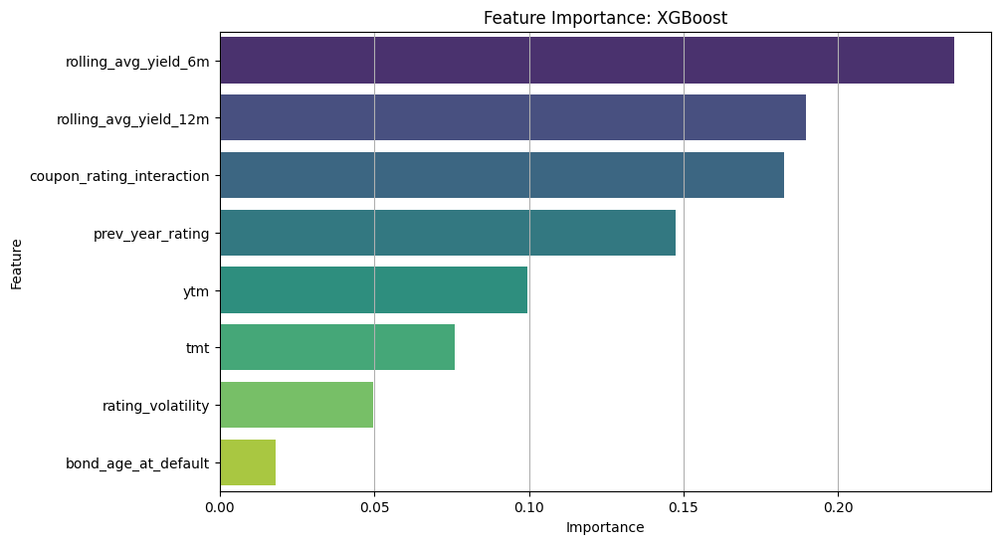 Feature Importance: XGBoost
Feature
rolling_avg_yield_6m
rolling_avg_yield_12m
coupon_rating_interaction
prev_year_rating
ytm
tmt
rating_volatility
bond_age_at_default
0.00 0.05 0.10 0.15 0.20
Importance